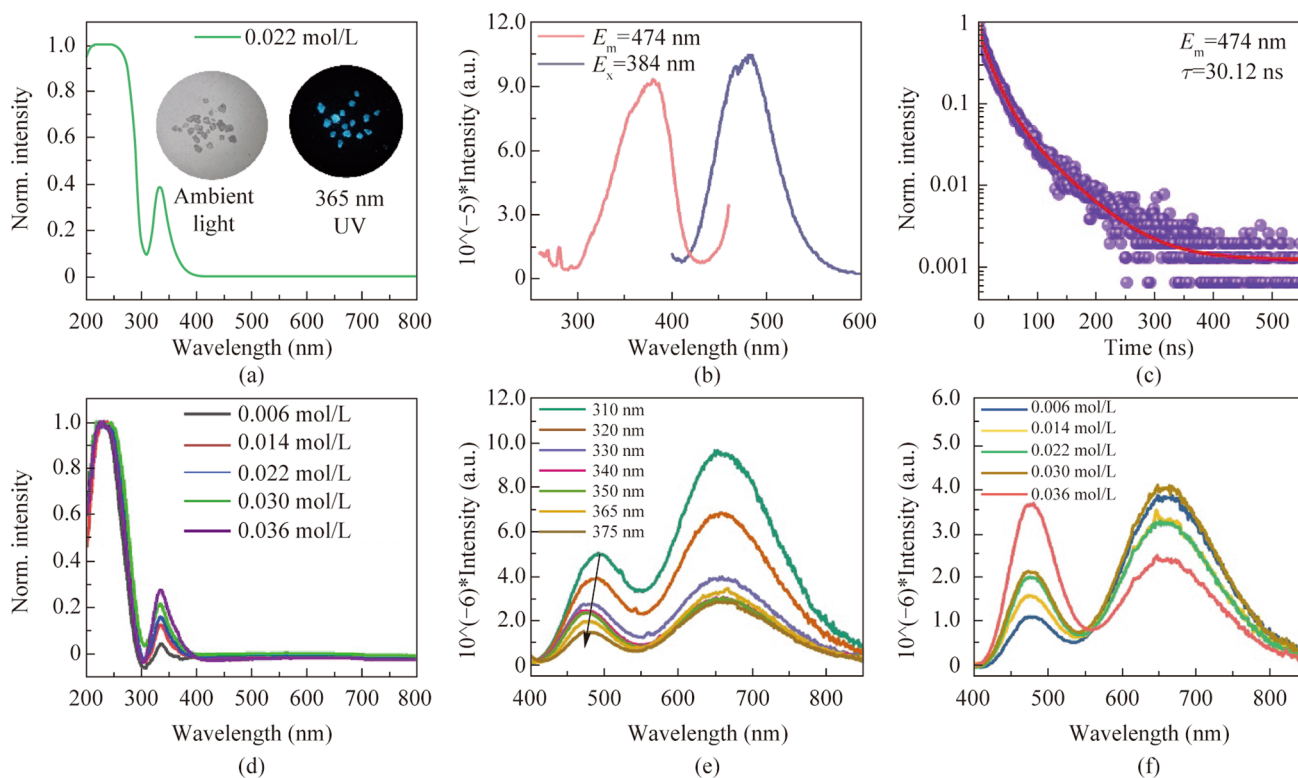 1.0
0.8
0.6
0.4
0.2
0
Norm. intensity
0.022 mol/L
Ambient
light
365 nm
UV
200 300 400 500 600 700 800
Wavelength (nm)
(a)
12.0
9.0
6.0
3.0
0.0
10^(−5)*Intensity (a.u.)
Em=474 nm
Ex=384 nm
300 400 500 600
Wavelength (nm)
(b)
1
0.1
0.01
0.001
Norm. intensity
Em=474 nm
τ=30.12 ns
0 100 200 300 400 500
Time (ns)
(c)
1.0
0.8
0.6
0.4
0.2
0
Norm. intensity
0.006 mol/L
0.014 mol/L
0.022 mol/L
0.030 mol/L
0.036 mol/L
200 300 400 500 600 700 800
Wavelength (nm)
(d)
12.0
10.0
8.0
6.0
4.0
2.0
0.0
10^(−6)*Intensity (a.u.)
310 nm
320 nm
330 nm
340 nm
350 nm
365 nm
375 nm
400 500 600 700 800
Wavelength (nm)
(e)
6.0
5.0
4.0
3.0
2.0
1.0
0.0
10^(−6)*Intensity (a.u.)
0.006 mol/L
0.014 mol/L
0.022 mol/L
0.030 mol/L
0.036 mol/L
400 500 600 700 800
Wavelength (nm)
(f)